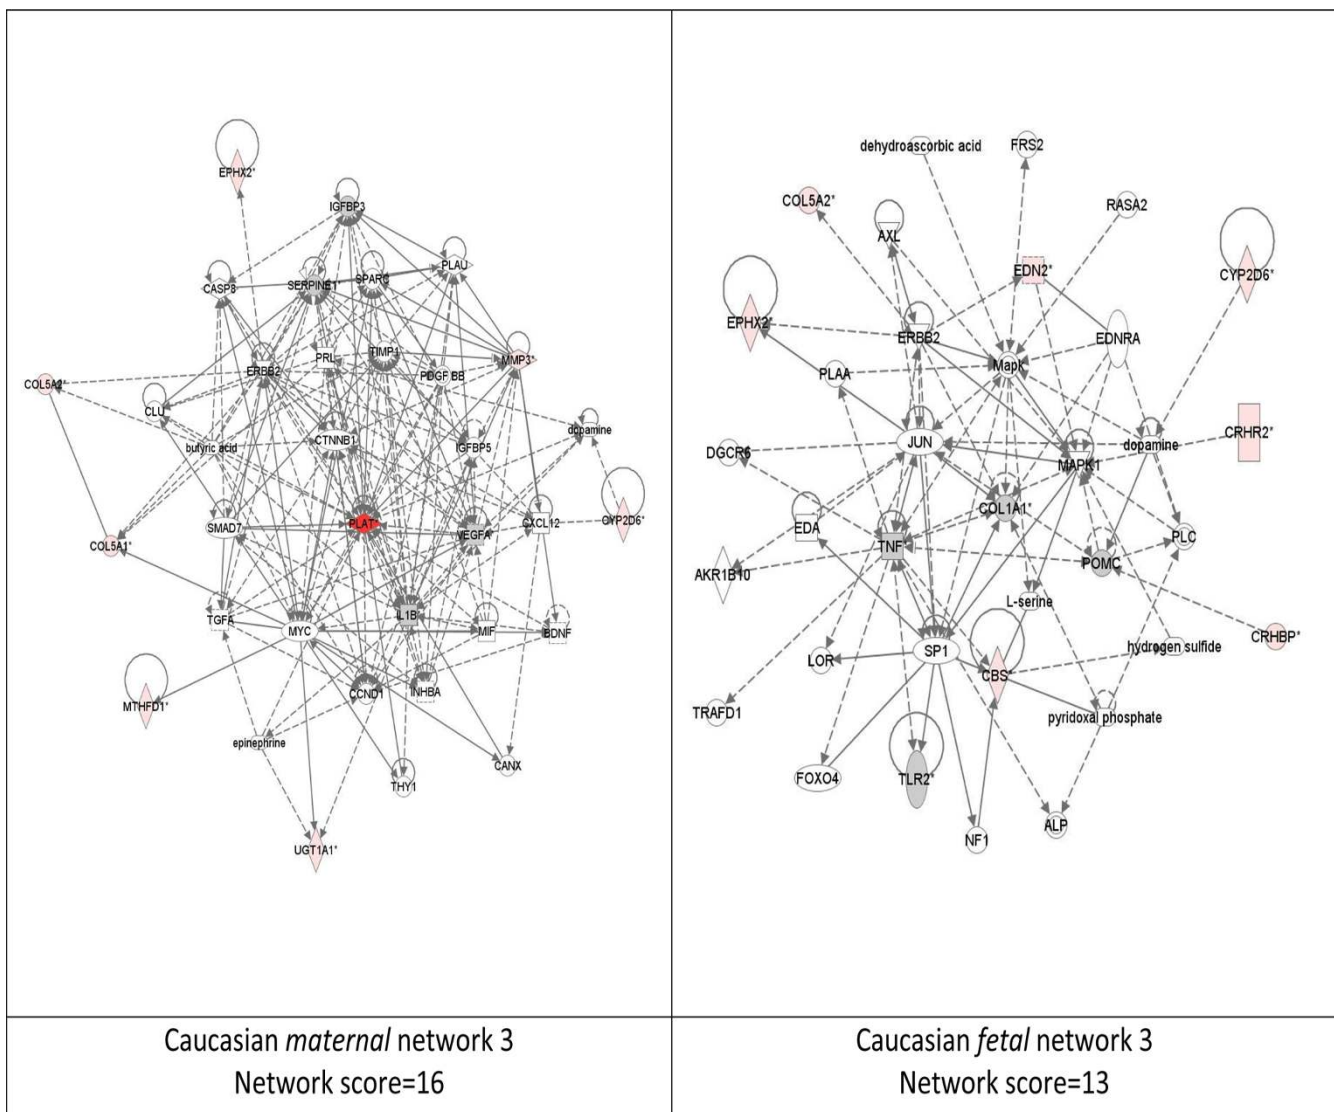 EPHX2*
IGFBP3
PLAU
CASP8
SERPINE1*
SPARC
PRL
TIMP1
MMP3*
ERBB2
PDGF BB
COL5A2*
CLU
dopamine
butyric acid
CTNNB1
IGFBP5
SMAD7
PLAT*
VEGFA
CXCL12
CYP2D6*
COL5A1*
TGFA
MYC
IL1B
MIF
BDNF
MTHFD1*
CCND1
INHBA
epinephrine
THY1
CANX
UGT1A1*
Caucasian maternal network 3
Network score=16
dehydroascorbic acid
FRS2
COL5A2*
RASA2
AXL
EDN2*
CYP2D6*
EPHX2*
ERBB2
EDNRA
PLAA
Mapk
DGCR6
JUN
MAPK1
dopamine
CRHR2*
COL1A1*
EDA
TNF
PLC
AKR1B10
POMC
L-serine
CRHBP*
LOR
SP1
hydrogen sulfide
CBS*
TRAFD1
pyridoxal phosphate
FOXO4
TLR2*
NF1
ALP
Caucasian fetal network 3
Network score=13